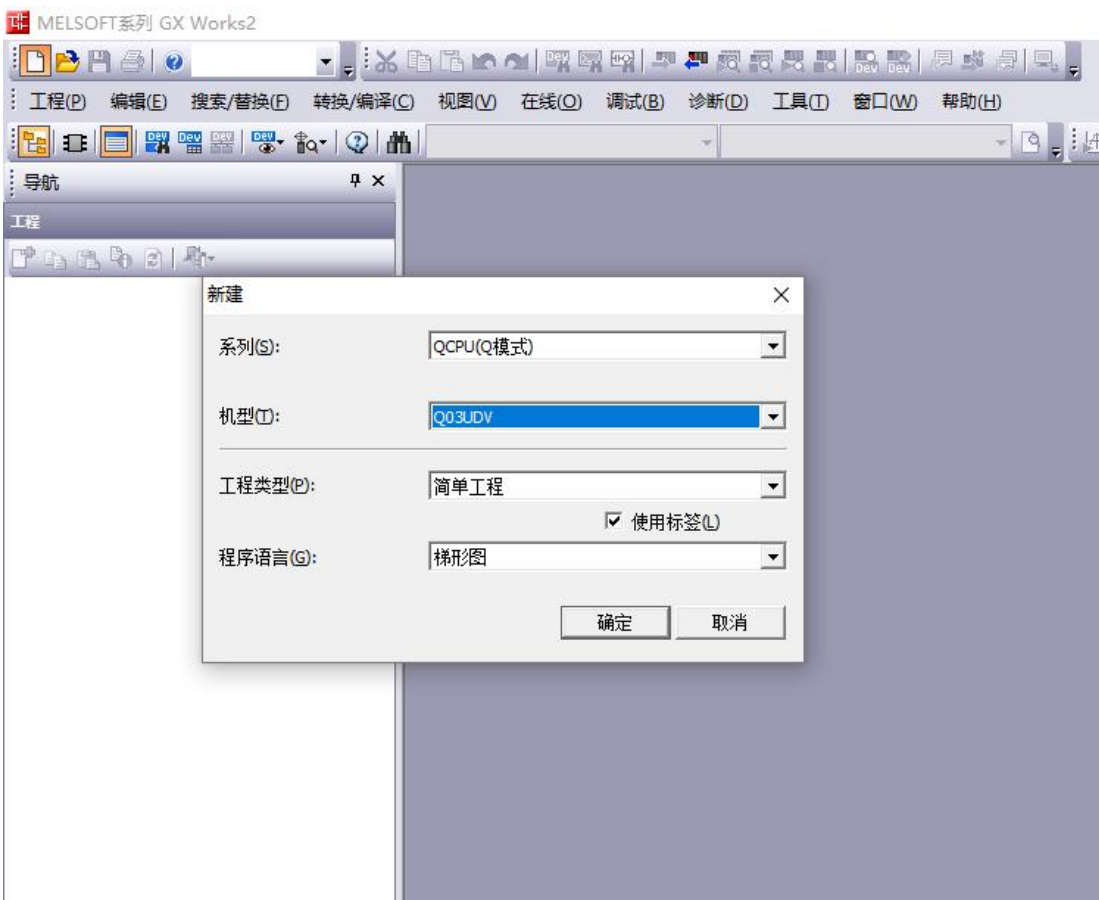 MELSOFT系列 GX Works2
工程(P) 编辑(E) 搜索/替换(F) 转换/编译(C) 视图(V) 在线(O) 调试(B) 诊断(D) 工具(T) 窗口(W) 帮助(H)
导航
工程
新建
系列(S): QCPU(Q模式)
机型(T): Q03UDV
工程类型(P): 简单工程
使用标签(L)
程序语言(G): 梯形图
确定 取消